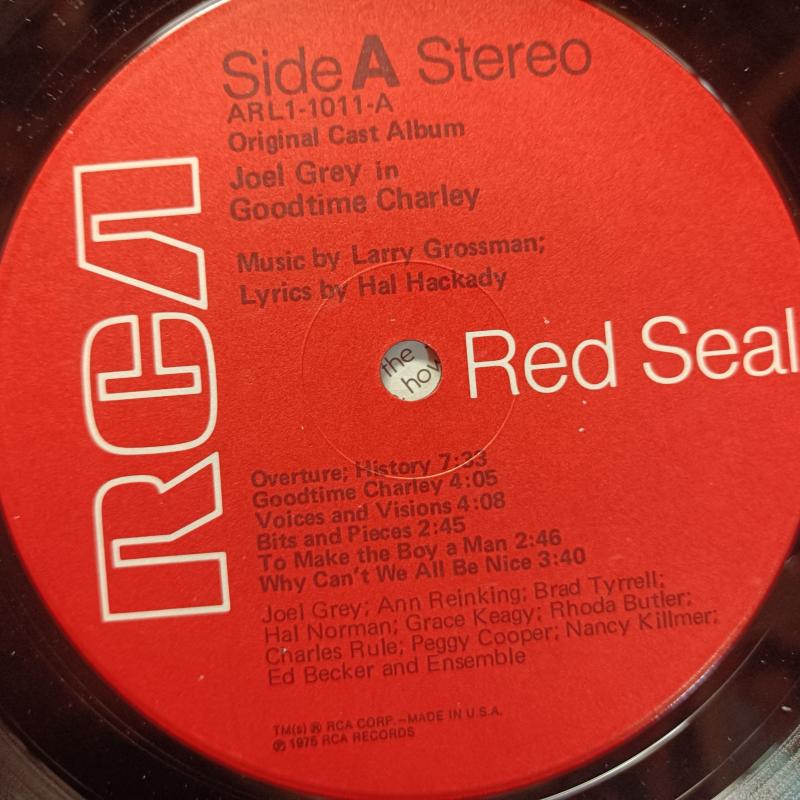 Side A Stereo
ARL1-1011-A
Original Cast Album
Joel Grey in
Goodtime Charley
Music by Larry Grossman;
Lyrics by Hal Hackady
RCA
the
how
Red Seal
Overture; History 7:33
Goodtime Charley 4:05
Voices and Visions 4:08
Bits and Pieces 2:45
To Make the Boy a Man 2:46
Why Can't We All Be Nice 3:40
Joel Grey; Ann Reinking; Brad Tyrrell;
Hal Norman; Grace Keagy; Rhoda Butler;
Charles Rule; Peggy Cooper; Nancy Killmer;
Ed Becker and Ensemble
TM(s) ® RCA CORP.—MADE IN U.S.A.
℗ 1975 RCA RECORDS